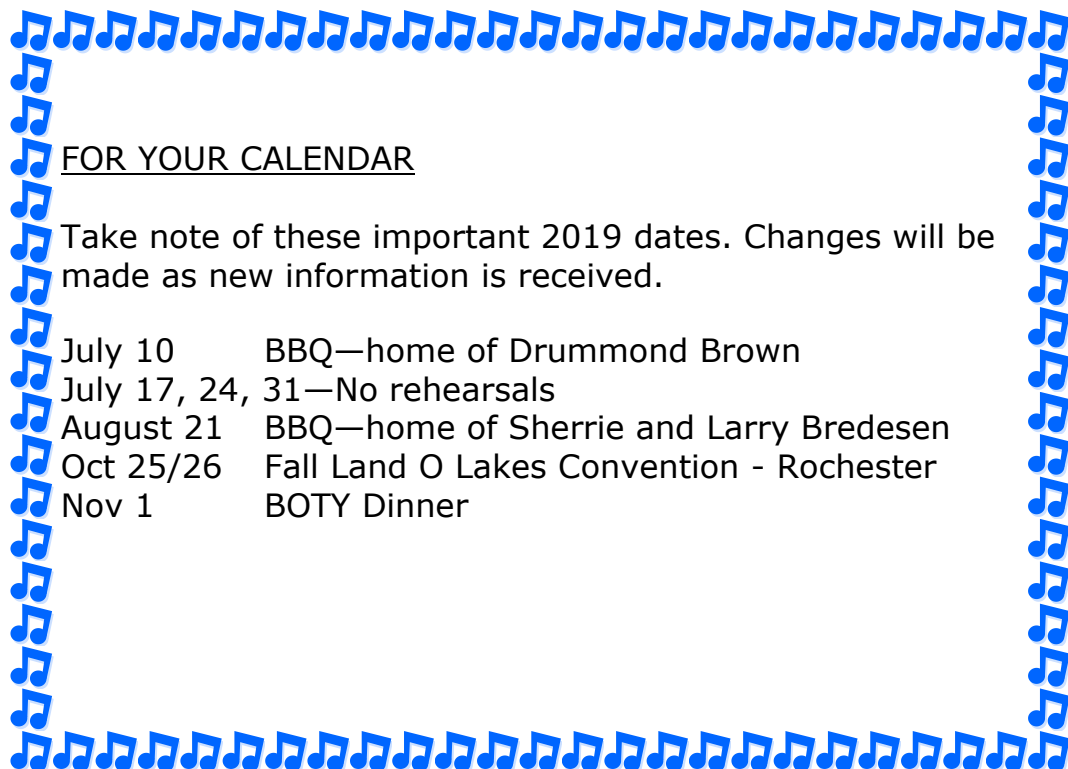 FOR YOUR CALENDAR
Take note of these important 2019 dates. Changes will be
made as new information is received.
July 10 BBQ—home of Drummond Brown
July 17, 24, 31—No rehearsals
August 21 BBQ—home of Sherrie and Larry Bredesen
Oct 25/26 Fall Land O Lakes Convention - Rochester
Nov 1 BOTY Dinner